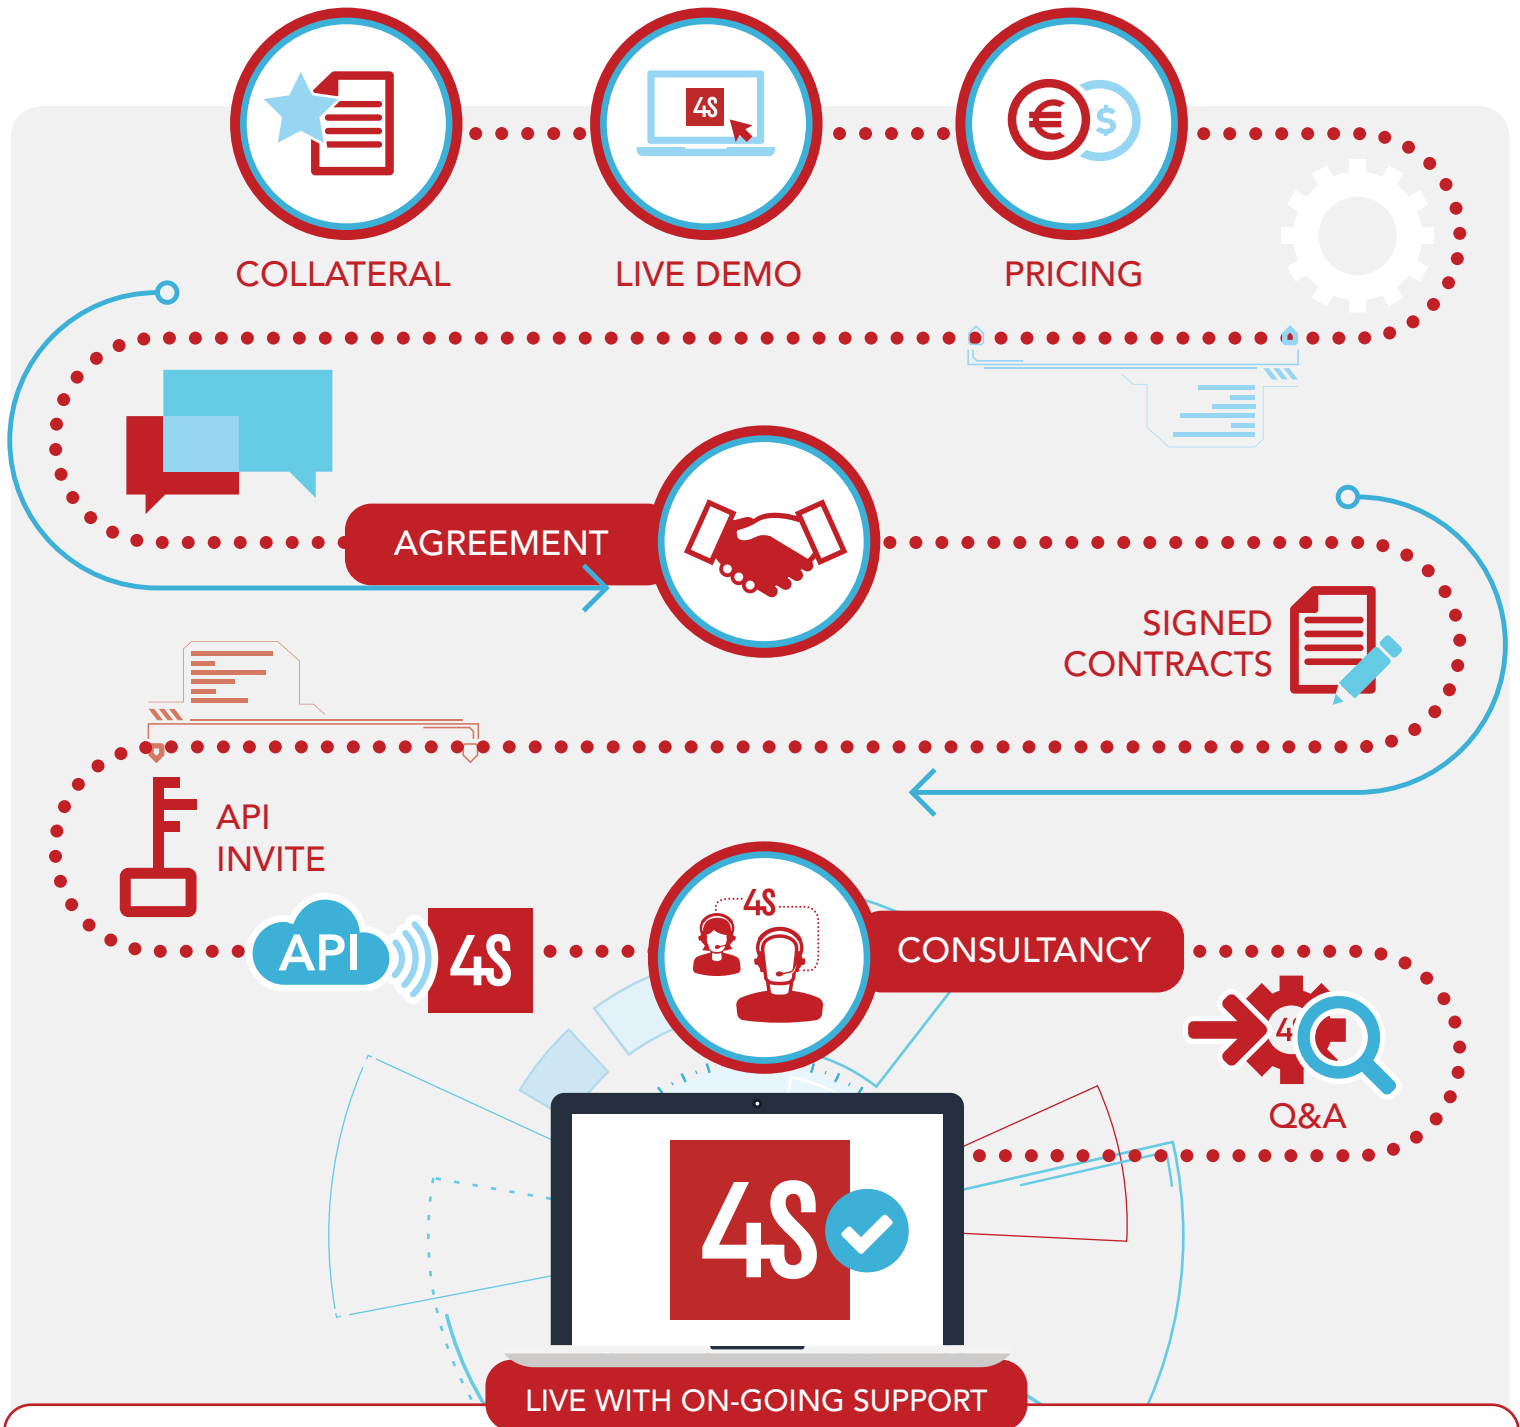 4S
€ $
COLLATERAL
LIVE DEMO
PRICING
AGREEMENT
SIGNED
CONTRACTS
API
INVITE
API
4S
4S
CONSULTANCY
4S
Q&A
4S
LIVE WITH ON-GOING SUPPORT